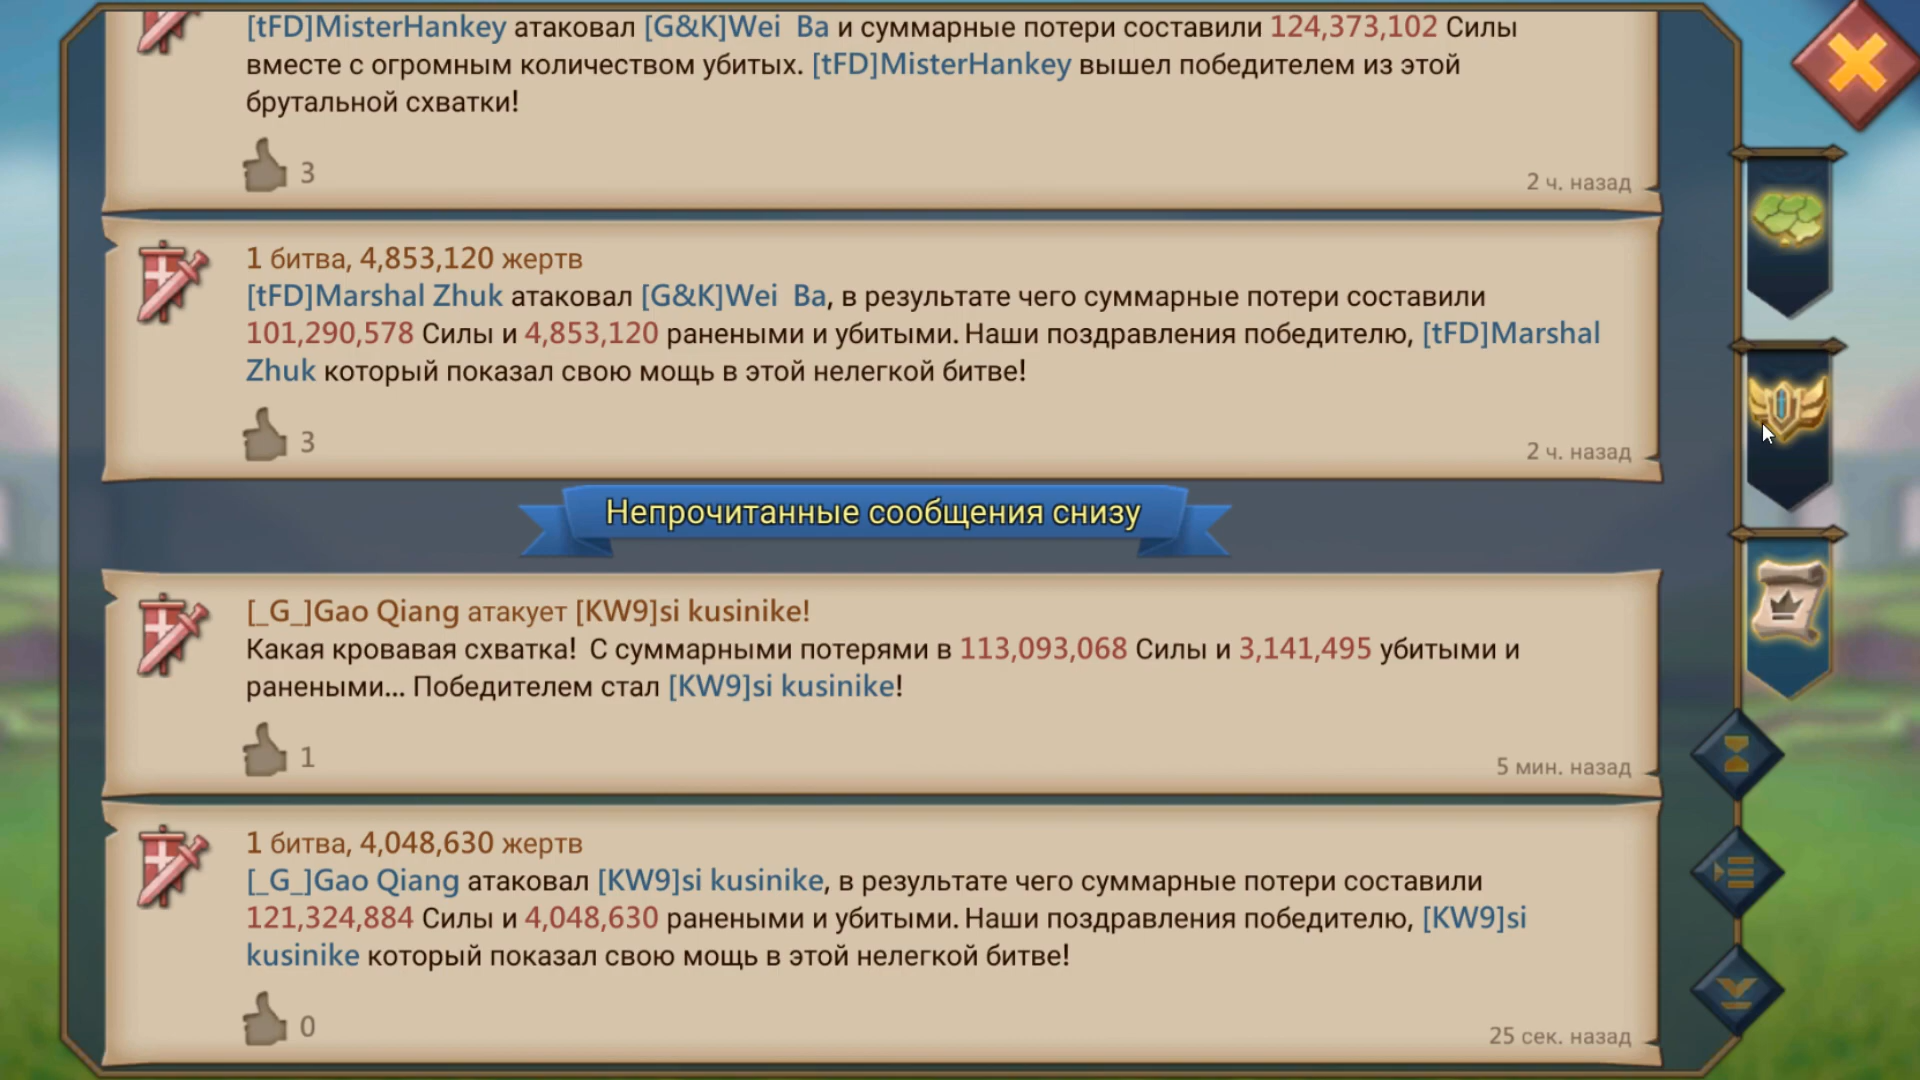 [tFD]MisterHankey атаковал [G&K]Wei Ba и суммарные потери составили 124,373,102 Силы
вместе с огромным количеством убитых. [tFD]MisterHankey вышел победителем из этой
брутальной схватки!
3
2 ч. назад
1 битва, 4,853,120 жертв
[tFD]Marshal Zhuk атаковал [G&K]Wei Ba, в результате чего суммарные потери составили
101,290,578 Силы и 4,853,120 ранеными и убитыми. Наши поздравления победителю, [tFD]Marshal
Zhuk который показал свою мощь в этой нелегкой битве!
3
2 ч. назад
Непрочитанные сообщения снизу
[_G_]Gao Qiang атакует [KW9]si kusinike!
Какая кровавая схватка! С суммарными потерями в 113,093,068 Силы и 3,141,495 убитыми и
ранеными... Победителем стал [KW9]si kusinike!
1
5 мин. назад
1 битва, 4,048,630 жертв
[_G_]Gao Qiang атаковал [KW9]si kusinike, в результате чего суммарные потери составили
121,324,884 Силы и 4,048,630 ранеными и убитыми. Наши поздравления победителю, [KW9]si
kusinike который показал свою мощь в этой нелегкой битве!
0
25 сек. назад